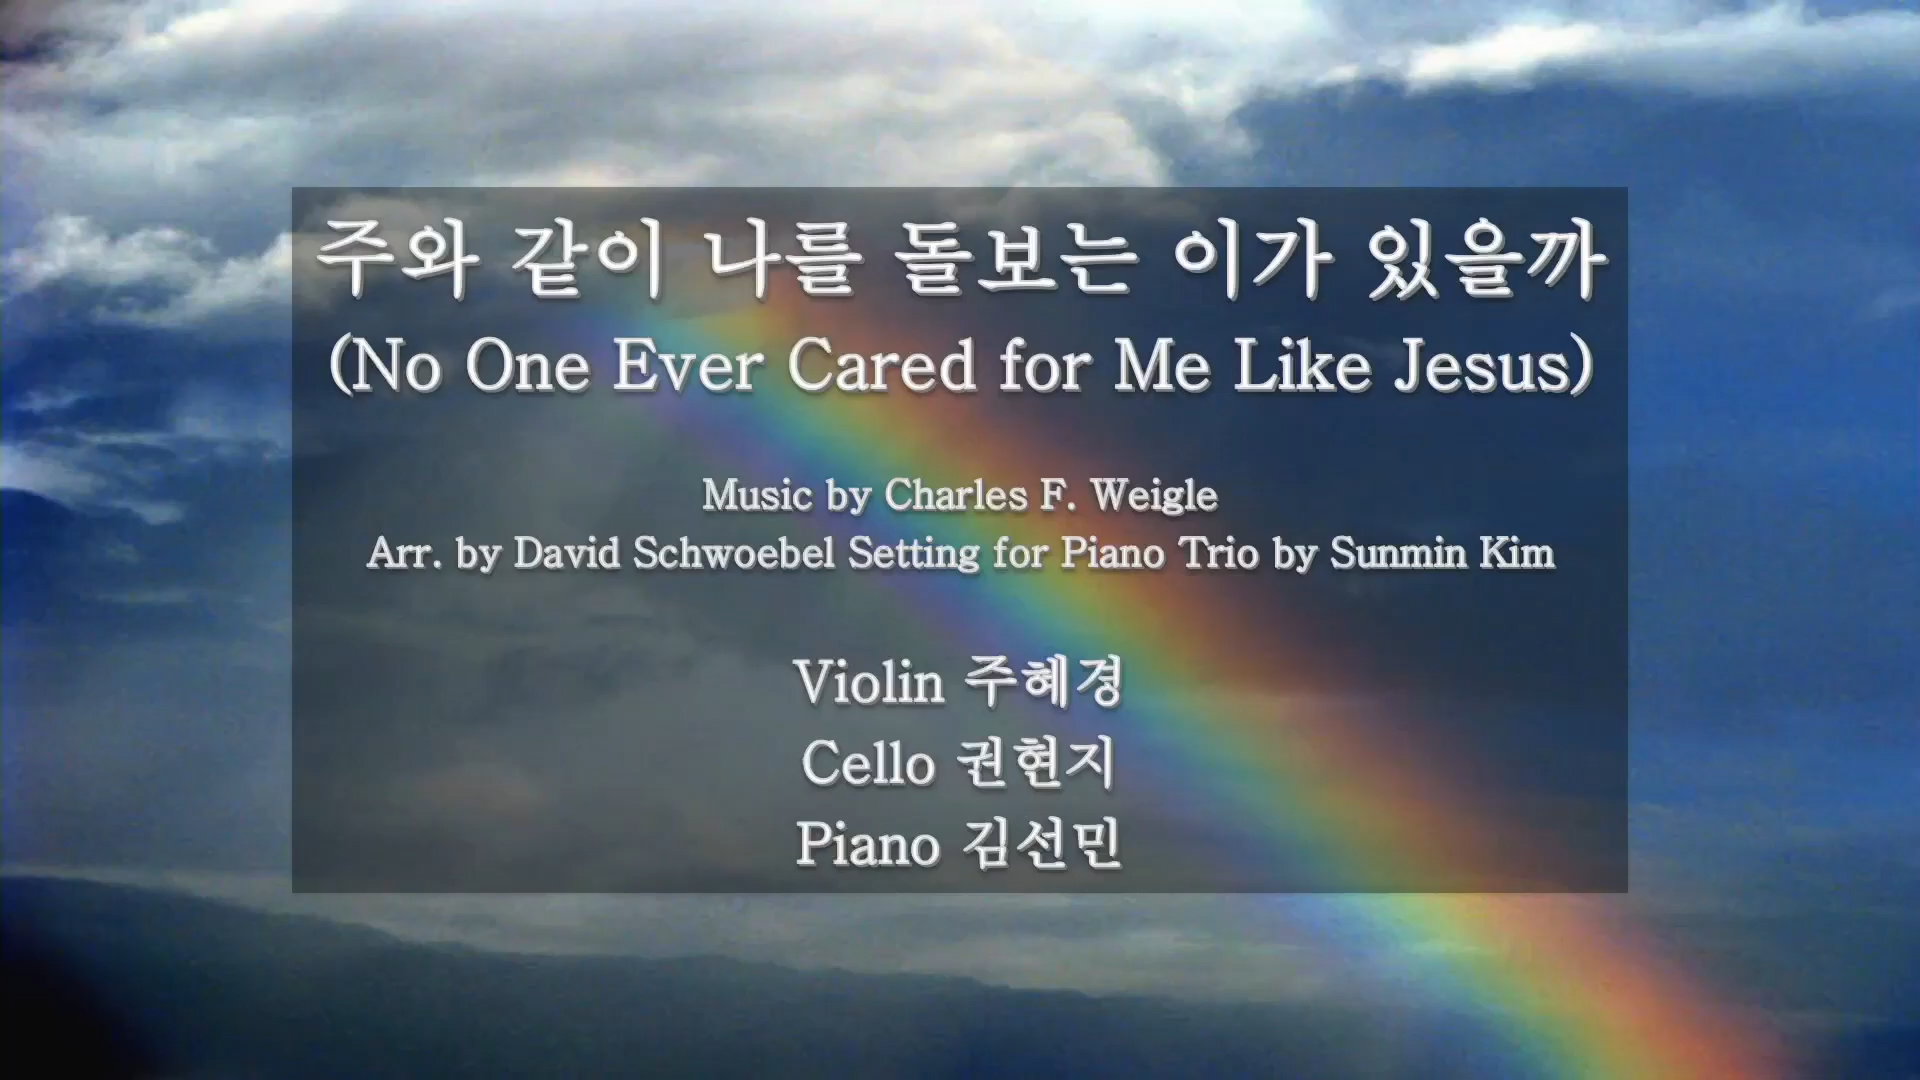 주와 같이 나를 돌보는 이가 있을까
(No One Ever Cared for Me Like Jesus)
Music by Charles F. Weigle
Arr. by David Schwoebel Setting for Piano Trio by Sunmin Kim
Violin 주혜경
Cello 권현지
Piano 김선민